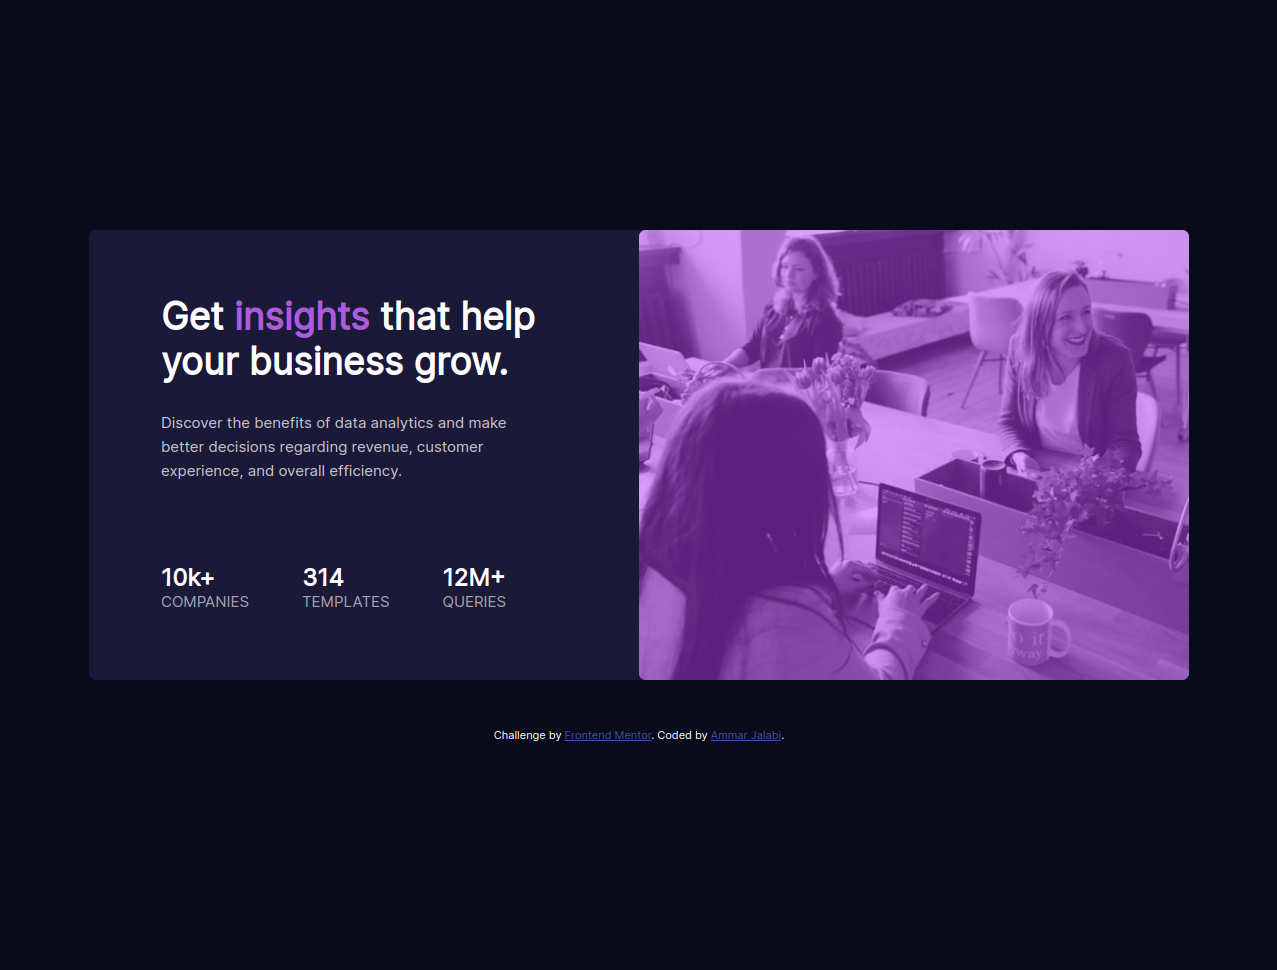 Get insights that help
your business grow.
Discover the benefits of data analytics and make
better decisions regarding revenue, customer
experience, and overall efficiency.
10k+ 314 12M+
COMPANIES TEMPLATES QUERIES
Challenge by Frontend Mentor. Coded by Ammar Jalabi.